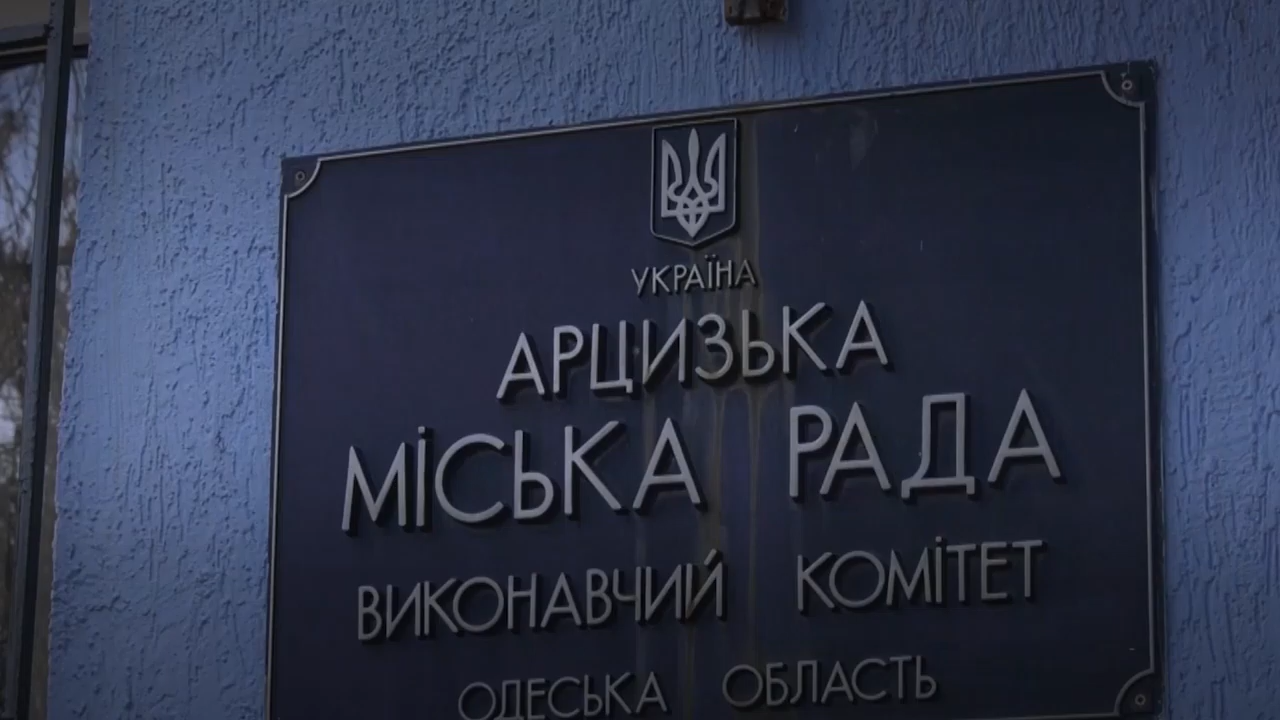 УКРАЇНА
АРЦИЗЬКА
МІСЬКА РАДА
ВИКОНАВЧИЙ КОМІТЕТ
ОДЕСЬКА ОБЛАСТЬ